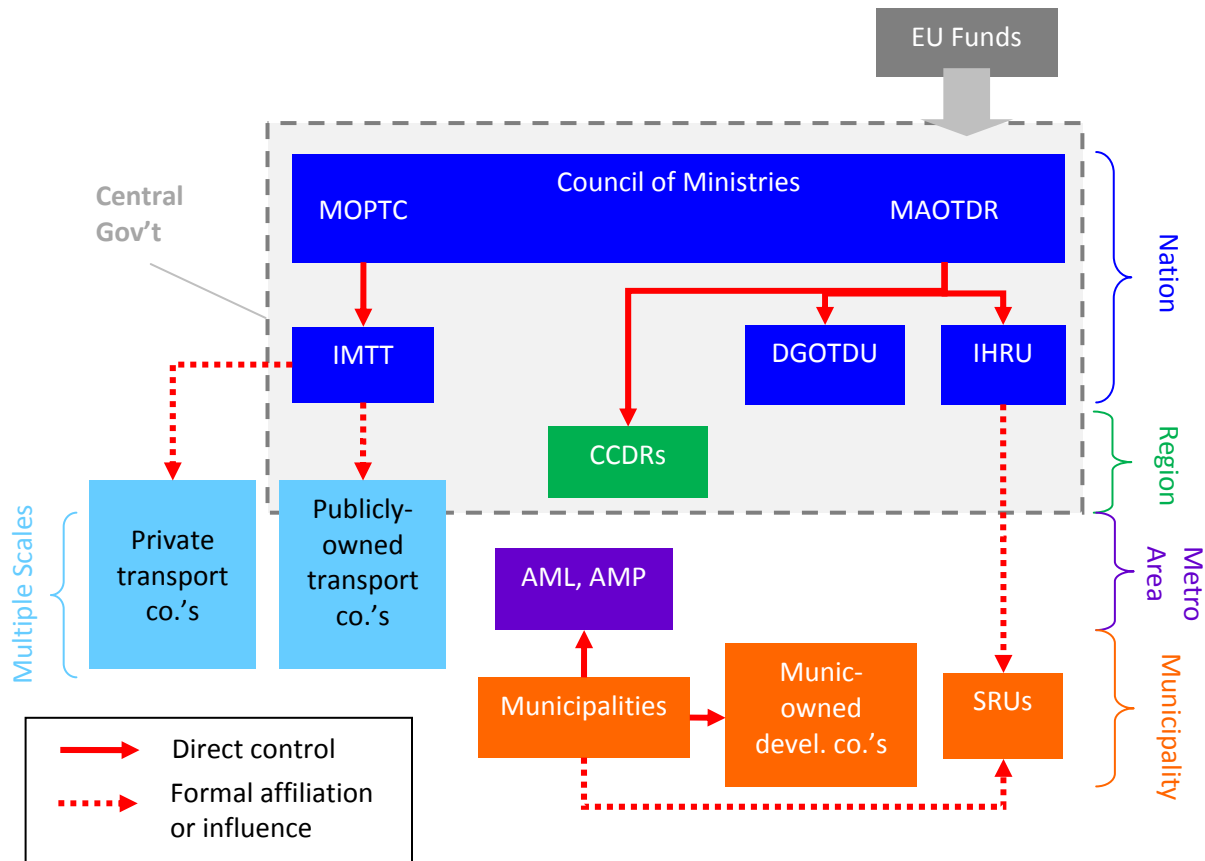 EU Funds
Council of Ministries
MOPTC
MAOTDR
Central
Gov't
Nation
IMTT
DGOTDU
IHRU
CCDRs
Region
Multiple Scales
Private
transport
co.'s
Publicly-
owned
transport
co.'s
AML, AMP
Metro
Area
Municipalities
Munic-
owned
devel. co.'s
SRUs
Municipality
Direct control
Formal affiliation
or influence